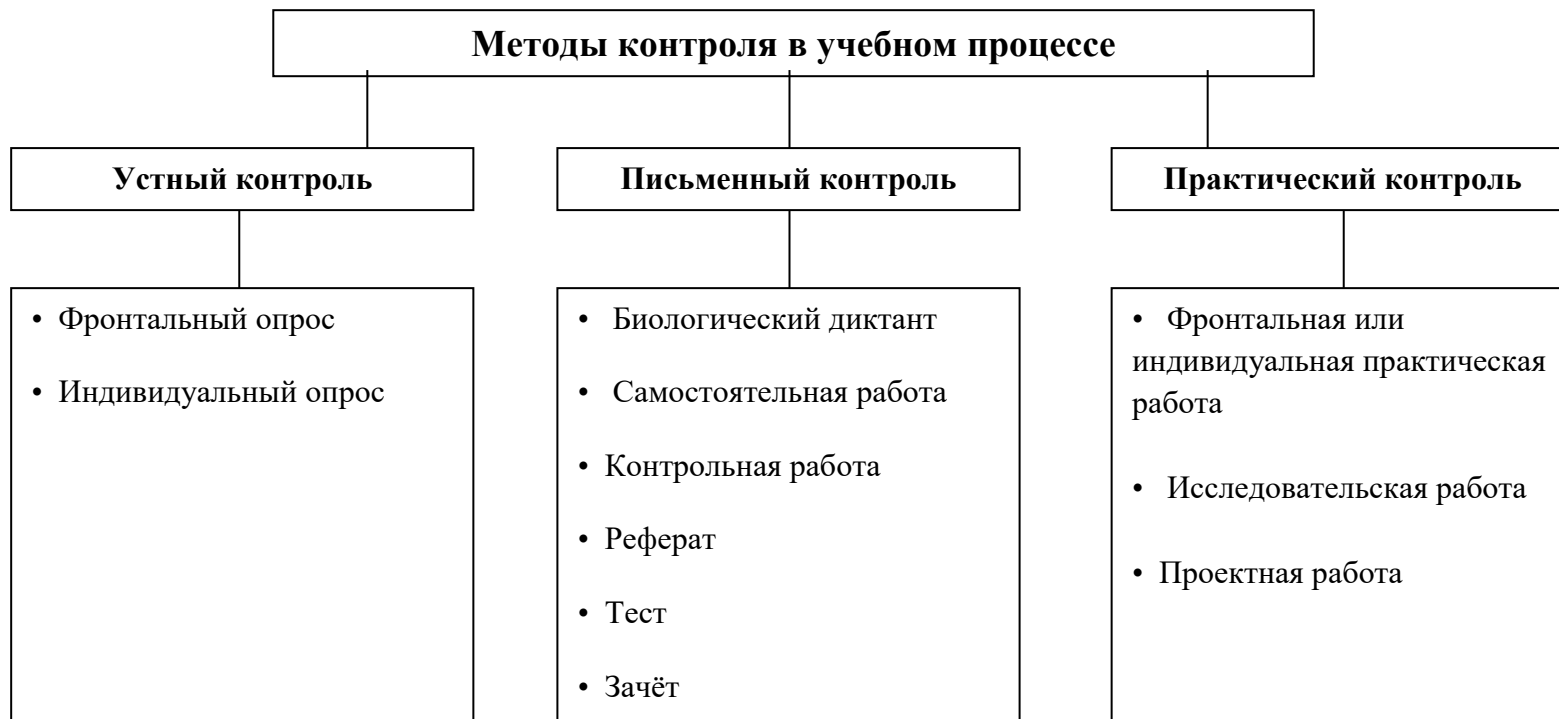 Методы контроля в учебном процессе
Устный контроль
Письменный контроль
Практический контроль
• Фронтальный опрос
• Индивидуальный опрос
• Биологический диктант
• Самостоятельная работа
• Контрольная работа
• Реферат
• Тест
• Зачёт
• Фронтальная или
индивидуальная практическая
работа
• Исследовательская работа
• Проектная работа